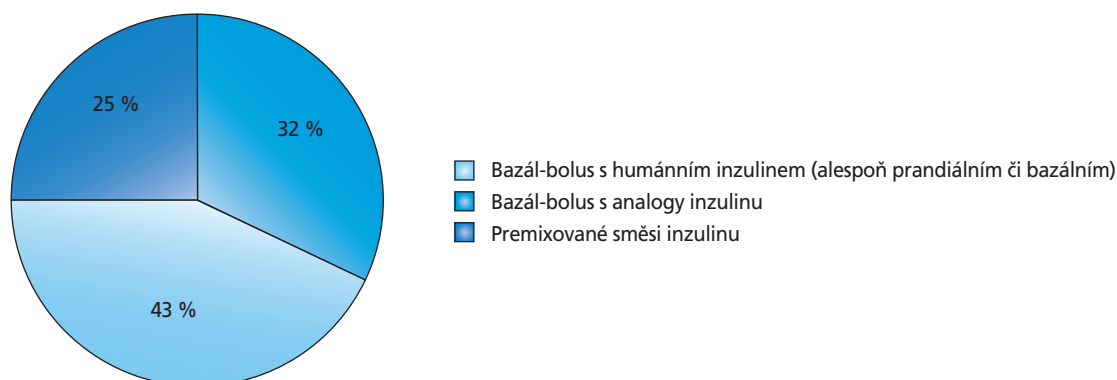 25 %
32 %
43 %
Bazál-bolus s humánním inzulinem (alespoň prandiálním či bazálním)
Bazál-bolus s analogy inzulinu
Premixované směsi inzulinu